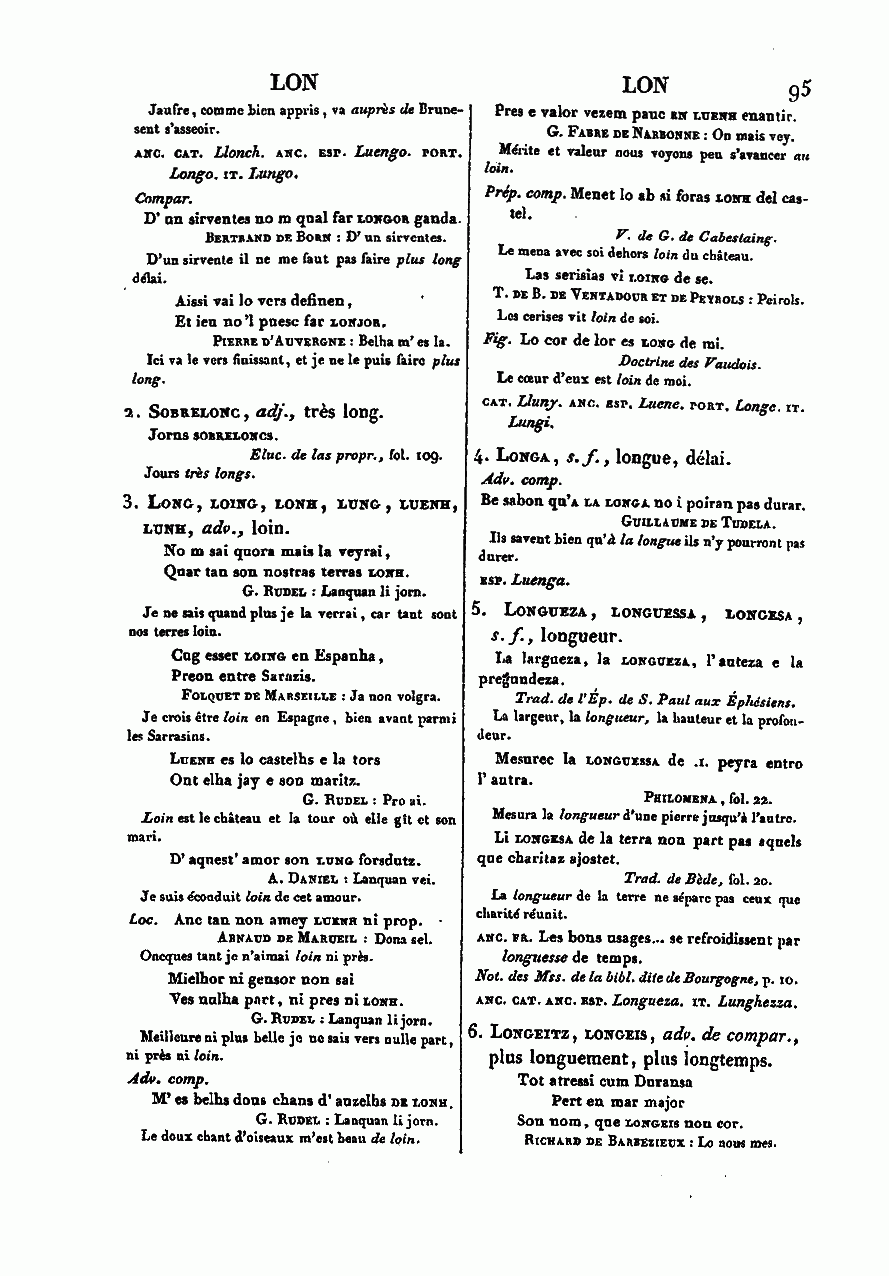 LON
Jaufre, comme bien appris, va auprès de Brune-
sent s'asseoir.
ANC. CAT. Llonch. ANC. ESP. Luengo. PORT.
Longo. IT. Lungo.
Compar.
D' un sirventes no m qual far LONGOR ganda.
BERTRAND DE BORN : D' un sirventes.
D'un sirvente il ne me faut pas faire plus long
délai.
Aissi vai lo vers definen,
Et ieu no 'l puesc far LONJOR.
PIERRE D'AUVERGNE : Belha m' es la.
Ici va le vers finissant, et je ne le puis faire plus
long.
2. SOBRELONC, adj., très long.
Jorns SOBRELONCS.
Eluc. de las propr., fol. 109.
Jours très longs.
3. LONG, LOING, LONH, LUNG, LUENH,
LUNH, adv., loin.
No m sai quora mais la veyrai,
Quar tan son nostras terras LONH.
G. RUDEL : Lanquan li jorn.
Je ne sais quand plus je la verrai, car tant sont
nos terres loin.
Cug esser LOING en Espanha,
Preon entre Sarazis.
FOLQUET DE MARSEILLE : Ja non volgra.
Je crois être loin en Espagne, bien avant parmi
les Sarrasins.
LUENH es lo castelhs e la tors
Ont elha jay e son maritz.
G. RUDEL : Pro ai.
Loin est le château et la tour où elle gît et son
mari.
D' aquest' amor son LUNG forsdutz.
A. DANIEL : Lanquan vei.
Je suis éconduit loin de cet amour.
Loc. Anc tan non amey LUENH ni prop.
ARNAUD DE MARUEIL : Dona sel.
Oncques tant je n'aimai loin ni près.
Mielhor ni gensor non sai
Ves nulha part, ni pres ni LONH.
G. RUDEL : Lanquan li jorn.
Meilleure ni plus belle je ne sais vers nulle part,
ni près ni loin.
Adv. comp.
M' es belhs dous chans d' auzelhs DE LONH.
G. RUDEL : Lanquan li jorn.
Le doux chant d'oiseaux m'est beau de loin.
LON 95
Pres e valor vezem pauc EN LUENH enantir.
G. FABRE DE NARBONNE : On mais vey.
Mérite et valeur nous voyons peu s'avancer au
loin.
Prép. comp. Menet lo ab si foras LONH del cas-
tel.
V. de G. de Cabestaing.
Le mena avec soi dehors loin du château.
Las serisias vi LOING de se.
T. DE B. DE VENTADOUR ET DE PEYROLS : Peirols.
Les cerises vit loin de soi.
Fig. Lo cor de lor es LONG de mi.
Doctrine des Vaudois.
Le cœur d'eux est loin de moi.
CAT. Lluny. ANC. ESP. Luene. PORT. Longe. IT.
Lungi.
4. LONGA, s. f., longue, délai.
Adv. comp.
Be sabon qu'A LA LONGA no i poiran pas durar.
GUILLAUME DE TUDELA.
Ils savent bien qu'à la longue ils n'y pourront pas
durer.
ESP. Luenga.
5. LONGUEZA, LONGUESSA, LONGESA,
s. f., longueur.
La largueza, la LONGUEZA, l' auteza e la
pregundeza.
Trad. de l'Ép. de S. Paul aux Éphésiens.
La largeur, la longueur, la hauteur et la profon-
deur.
Mesurec la LONGUESSA de .I. peyra entro
l' autra.
PHILOMENA, fol. 22.
Mesura la longueur d'une pierre jusqu'à l'autre.
Li LONGESA de la terra non part pas aquels
que charitaz ajostet.
Trad. de Bède, fol. 20.
La longueur de la terre ne sépare pas ceux que
charité réunit.
ANC. FR. Les bons usages... se refroidissent par
longuesse de temps.
Not. des Mss. de la bibl. dite de Bourgogne, p. 10.
ANC. CAT. ANC. ESP. Longueza. IT. Lunghezza.
6. LONGEITZ, LONGEIS, adv. de compar.,
plus longuement, plus longtemps.
Tot atressi cum Duransa
Pert en mar major
Son nom, que LONGEIS non cor.
RICHARD DE BARBEZIEUX : Lo nous mes.